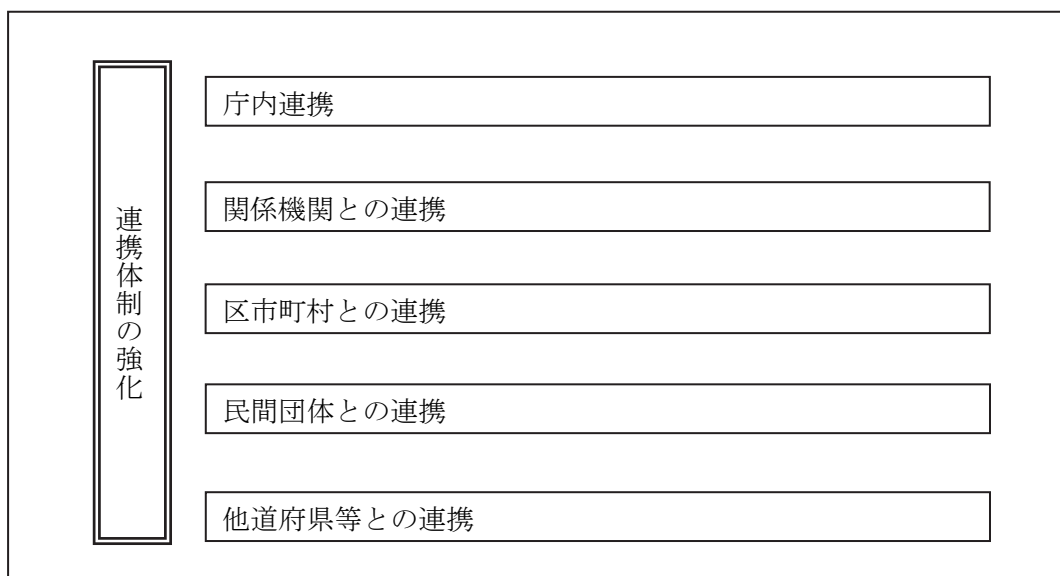 連携体制の強化
庁内連携
関係機関との連携
区市町村との連携
民間団体との連携
他道府県等との連携